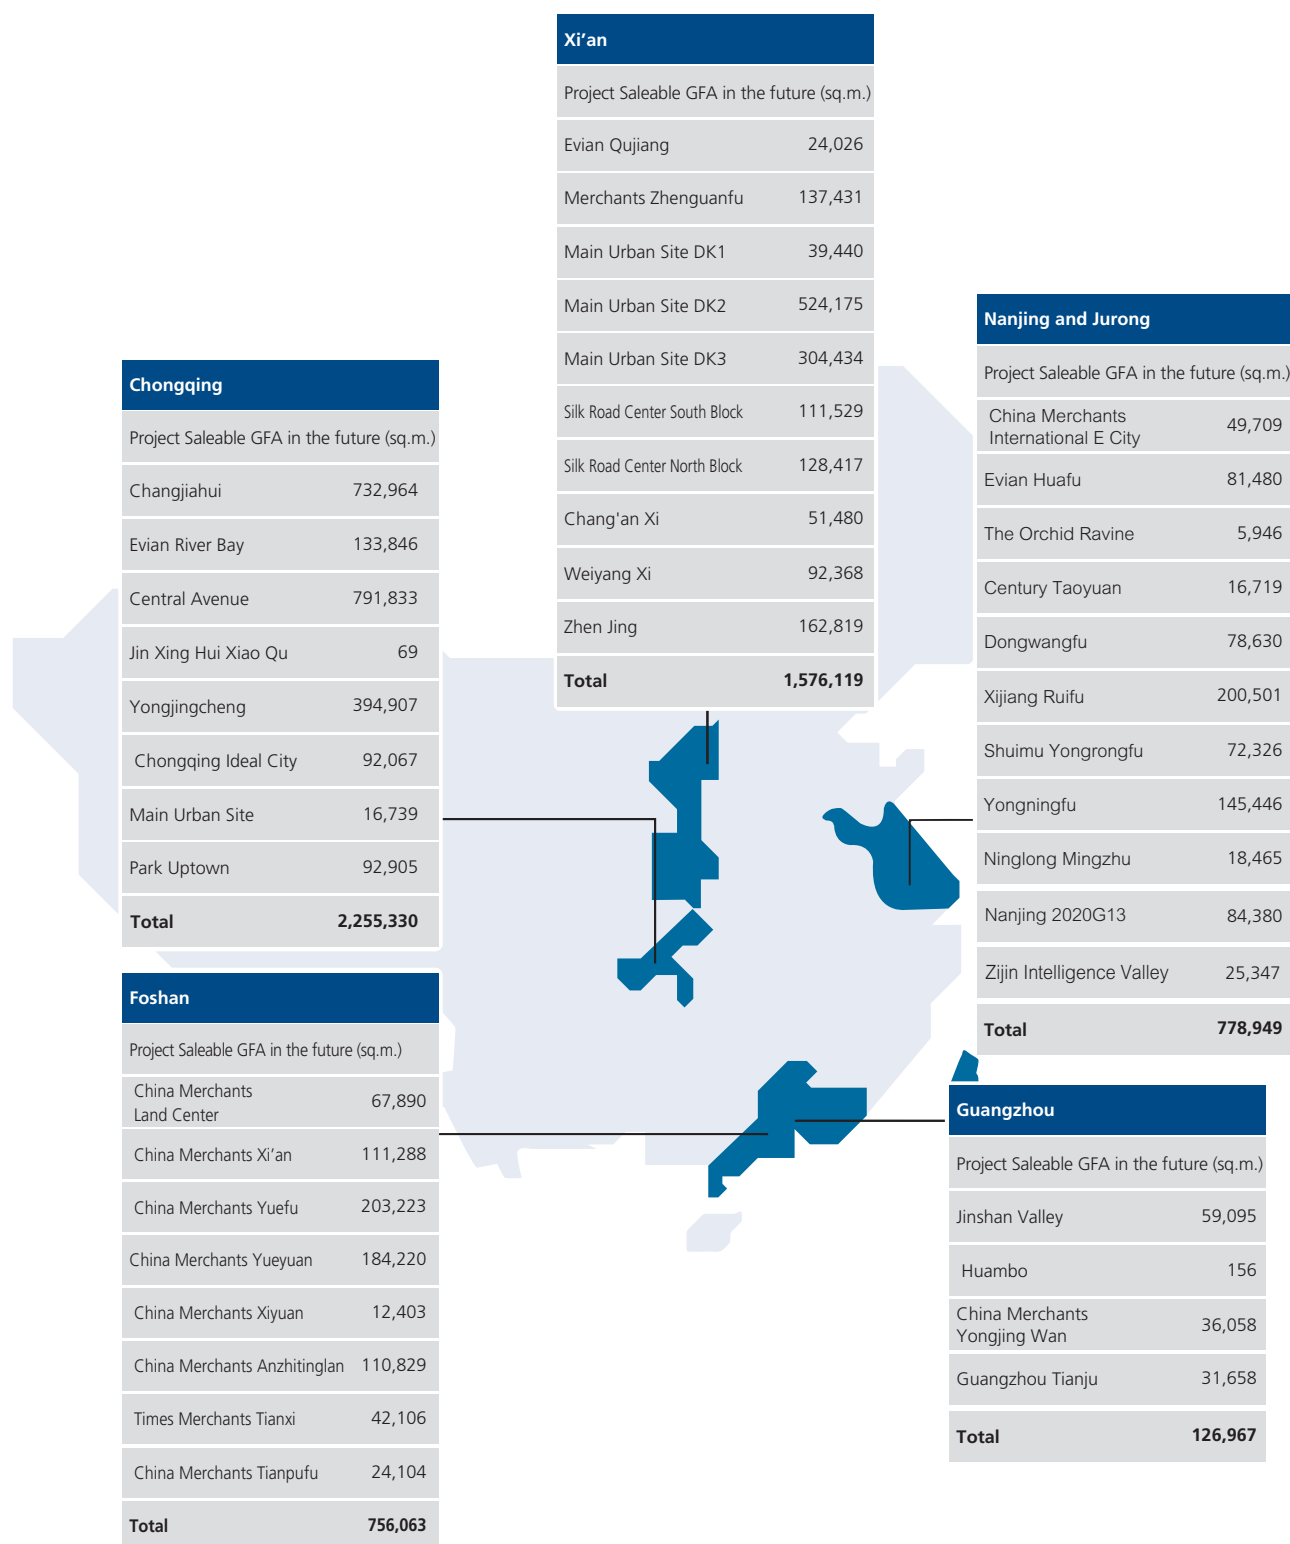 Xi’an
Project Saleable GFA in the future (sq.m.)
Evian Qujiang 24,026
Merchants Zhenguanfu 137,431
Main Urban Site DK1 39,440
Main Urban Site DK2 524,175
Main Urban Site DK3 304,434
Silk Road Center South Block 111,529
Silk Road Center North Block 128,417
Chang'an Xi 51,480
Weiyang Xi 92,368
Zhen Jing 162,819
Total 1,576,119
Nanjing and Jurong
Project Saleable GFA in the future (sq.m.)
China Merchants
International E City 49,709
Evian Huafu 81,480
The Orchid Ravine 5,946
Century Taoyuan 16,719
Dongwangfu 78,630
Xijiang Ruifu 200,501
Shuimu Yongrongfu 72,326
Yongningfu 145,446
Ninglong Mingzhu 18,465
Nanjing 2020G13 84,380
Zijin Intelligence Valley 25,347
Total 778,949
Chongqing
Project Saleable GFA in the future (sq.m.)
Changjiahui 732,964
Evian River Bay 133,846
Central Avenue 791,833
Jin Xing Hui Xiao Qu 69
Yongjingcheng 394,907
Chongqing Ideal City 92,067
Main Urban Site 16,739
Park Uptown 92,905
Total 2,255,330
Foshan
Project Saleable GFA in the future (sq.m.)
China Merchants
Land Center 67,890
China Merchants Xi’an 111,288
China Merchants Yuefu 203,223
China Merchants Yueyuan 184,220
China Merchants Xiyuan 12,403
China Merchants Anzhitinglan 110,829
Times Merchants Tianxi 42,106
China Merchants Tianpufu 24,104
Total 756,063
Guangzhou
Project Saleable GFA in the future (sq.m.)
Jinshan Valley 59,095
Huambo 156
China Merchants
Yongjing Wan 36,058
Guangzhou Tianju 31,658
Total 126,967